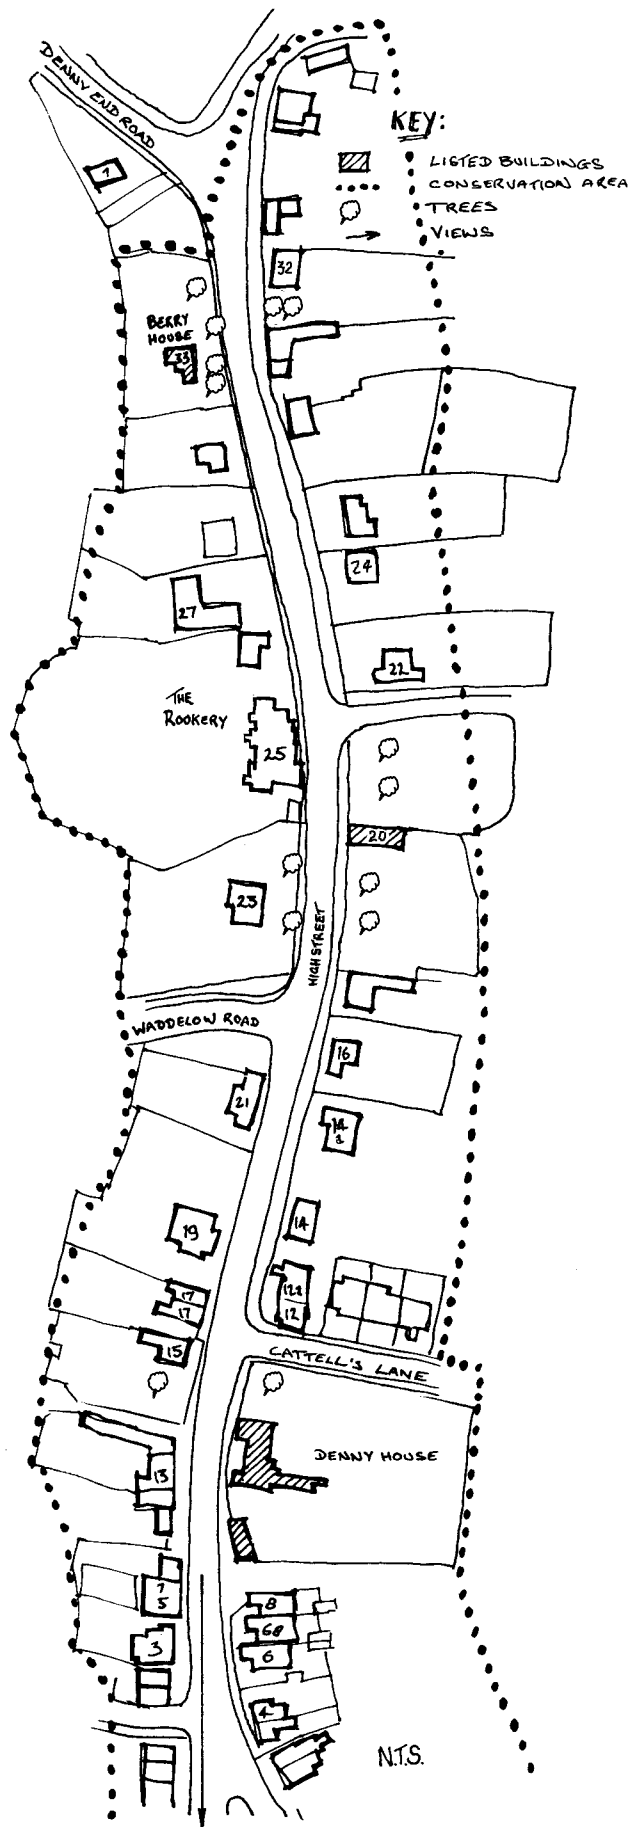 DENNY END ROAD
KEY:
LISTED BUILDINGS
CONSERVATION AREA
TREES
VIEWS
1
32
BERRY
HOUSE
33
24
27
22
THE
ROOKERY
25
20
23
HIGH STREET
WADDELOW ROAD
16
21
14
a
14
19
12a
12
17
17
15
CATTELL'S LANE
DENNY HOUSE
13
7
5
8
68
6
3
4
N.T.S.